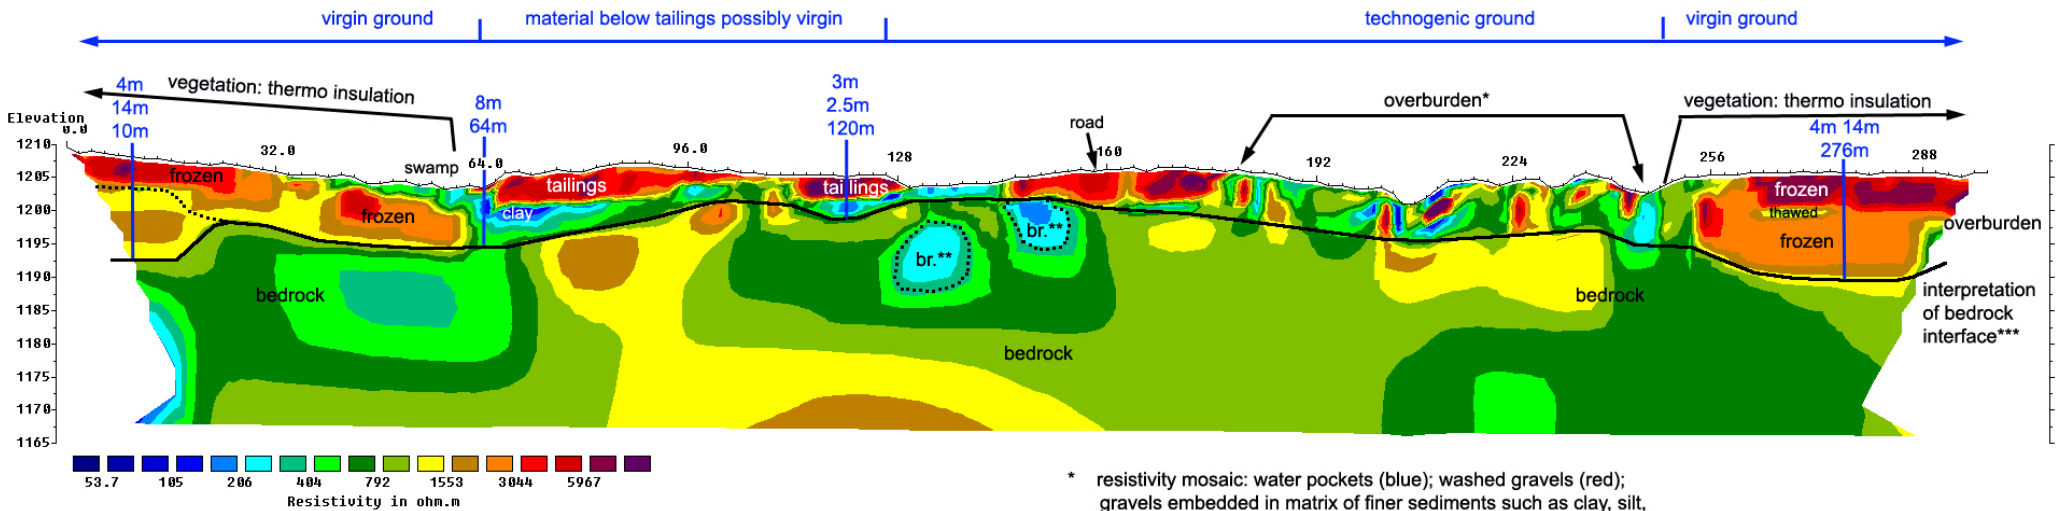 virgin ground
material below tailings possibly virgin
technogenic ground
virgin ground
4m
14m
10m
vegetation: thermo insulation
8m
64m
3m
2.5m
120m
overburden*
vegetation: thermo insulation
4m 14m
276m
road
Elevation
0.0
32.0
swamp
64.0
96.0
128
160
192
224
256
288
1210
1205
1200
1195
1190
1185
1180
1175
1170
1165
frozen
frozen
tailings
clay
tailings
br.**
br.**
frozen
thawed
frozen
overburden
bedrock
bedrock
bedrock
interpretation
of bedrock
interface***
53.7
105
206
404
792
1553
3044
5967
Resistivity in ohm.m
* resistivity mosaic: water pockets (blue); washed gravels (red);
gravels embedded in matrix of finer sediments such as clay, silt,